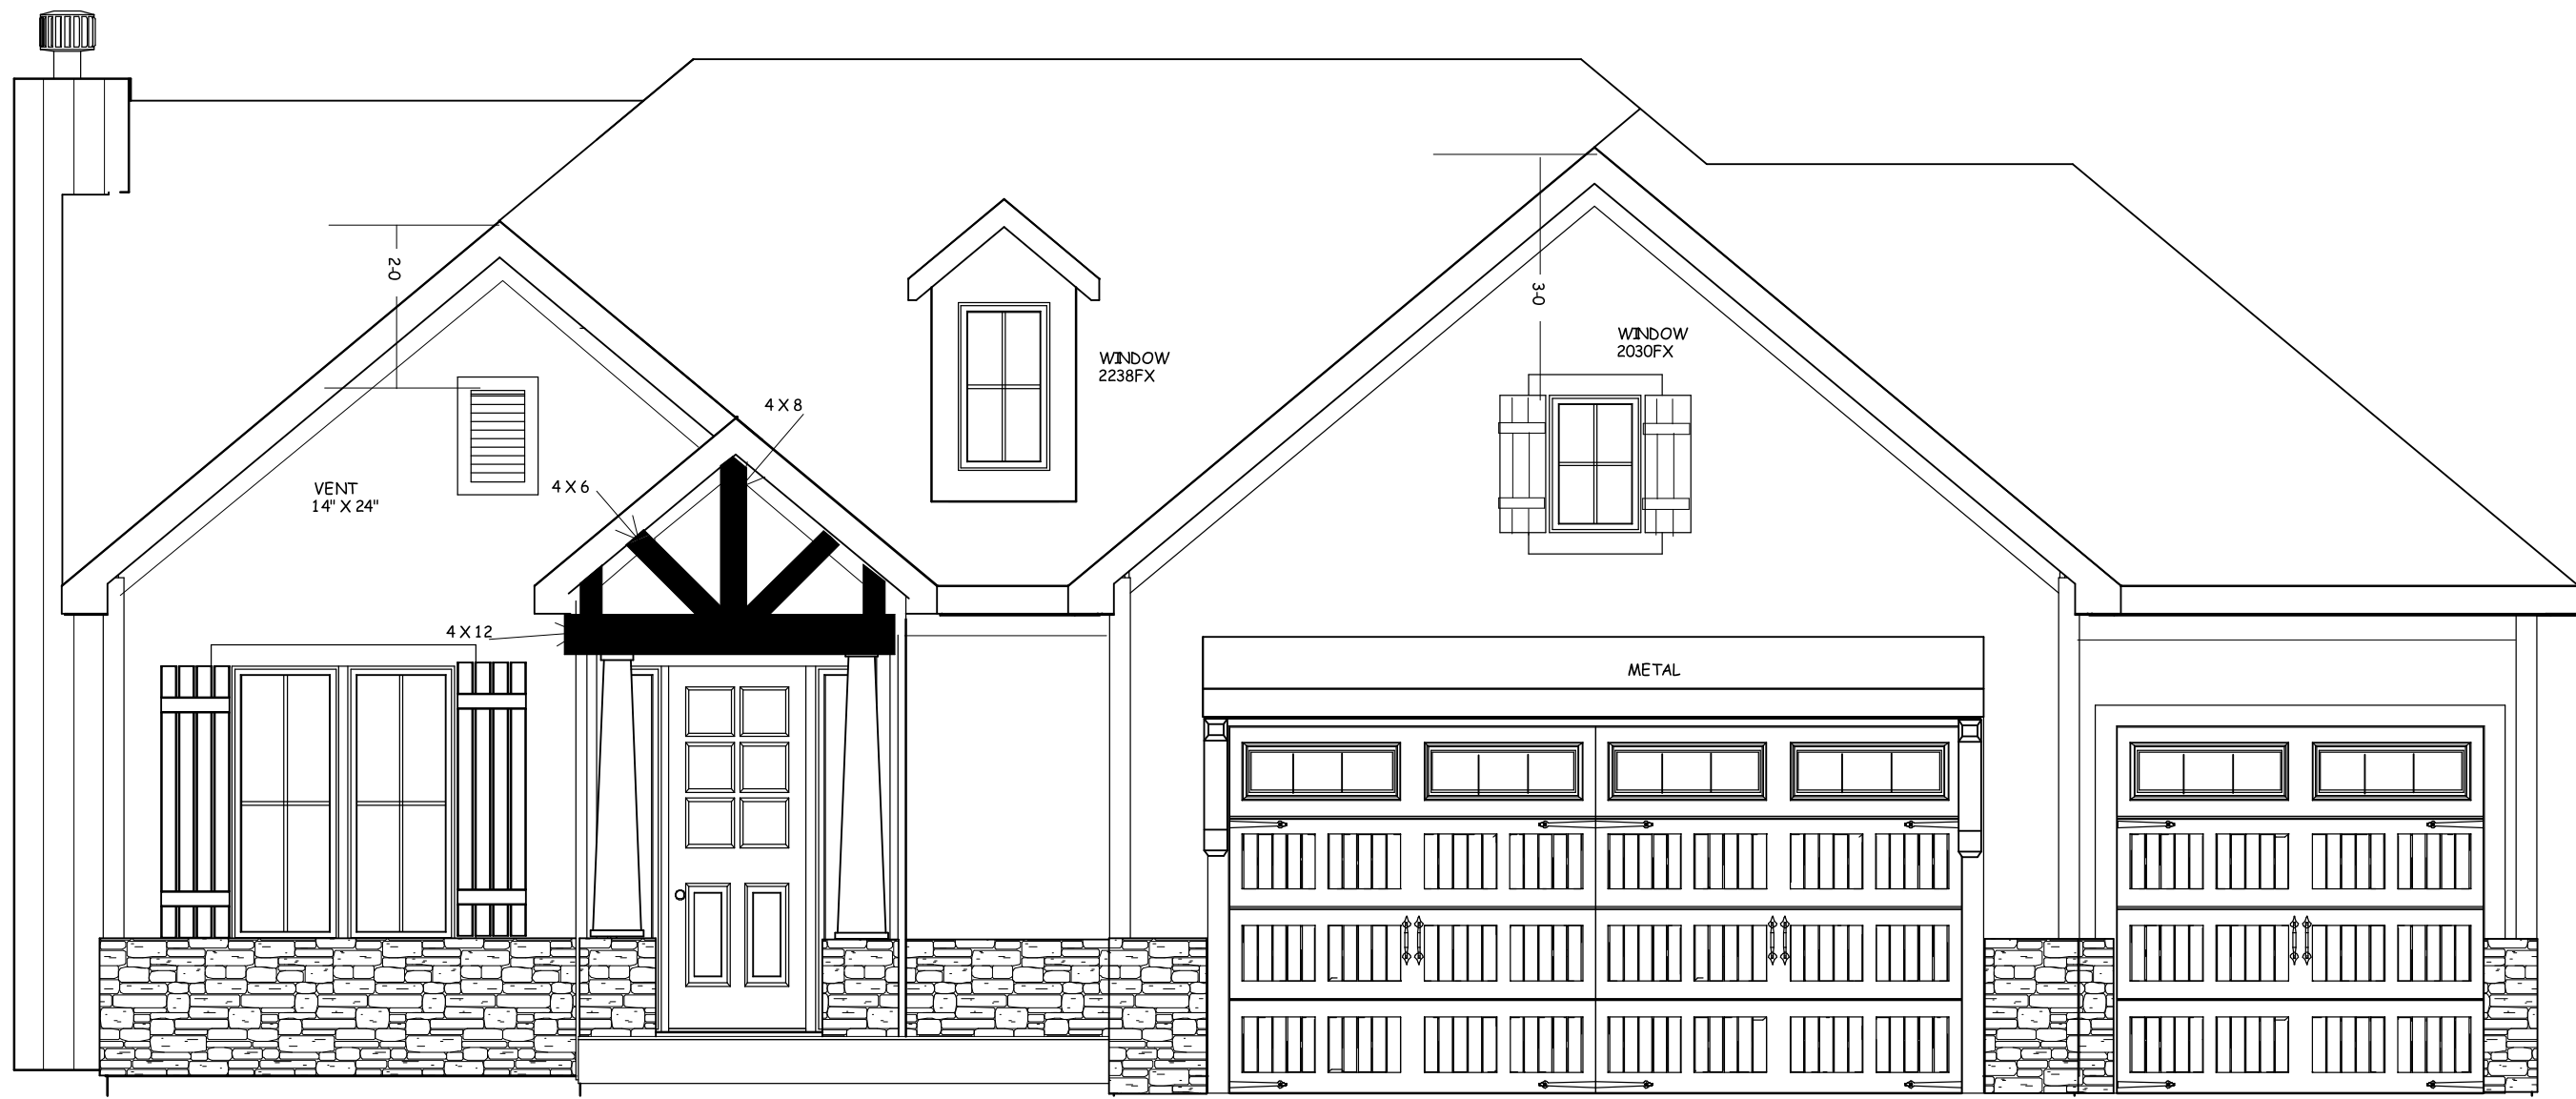 2-0
3-0
WINDOW
2030FX
WINDOW
2238FX
4 X 8
4 X 6
VENT
14" X 24"
4 X 12
METAL